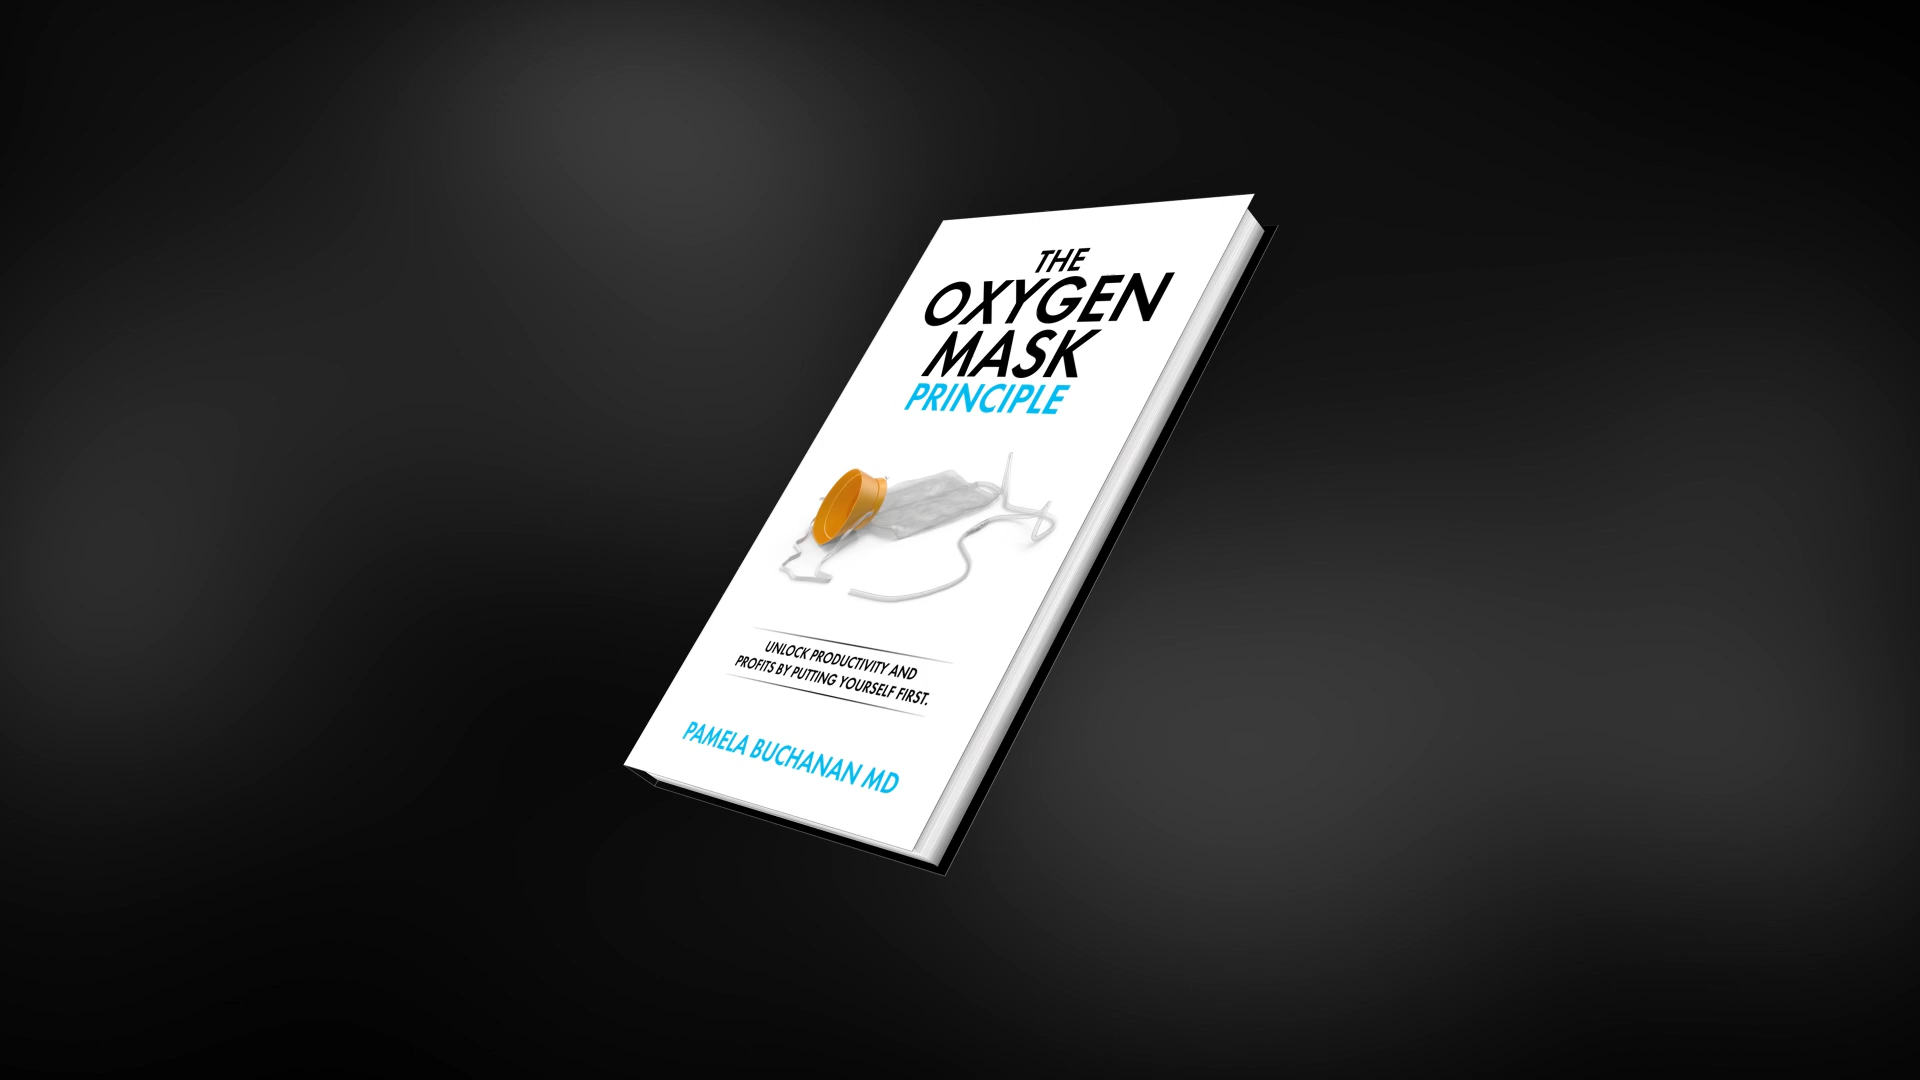 THE
OXYGEN
MASK
PRINCIPLE
UNLOCK PRODUCTIVITY AND
PROFITS BY PUTTING YOURSELF FIRST.
PAMELA BUCHANAN MD